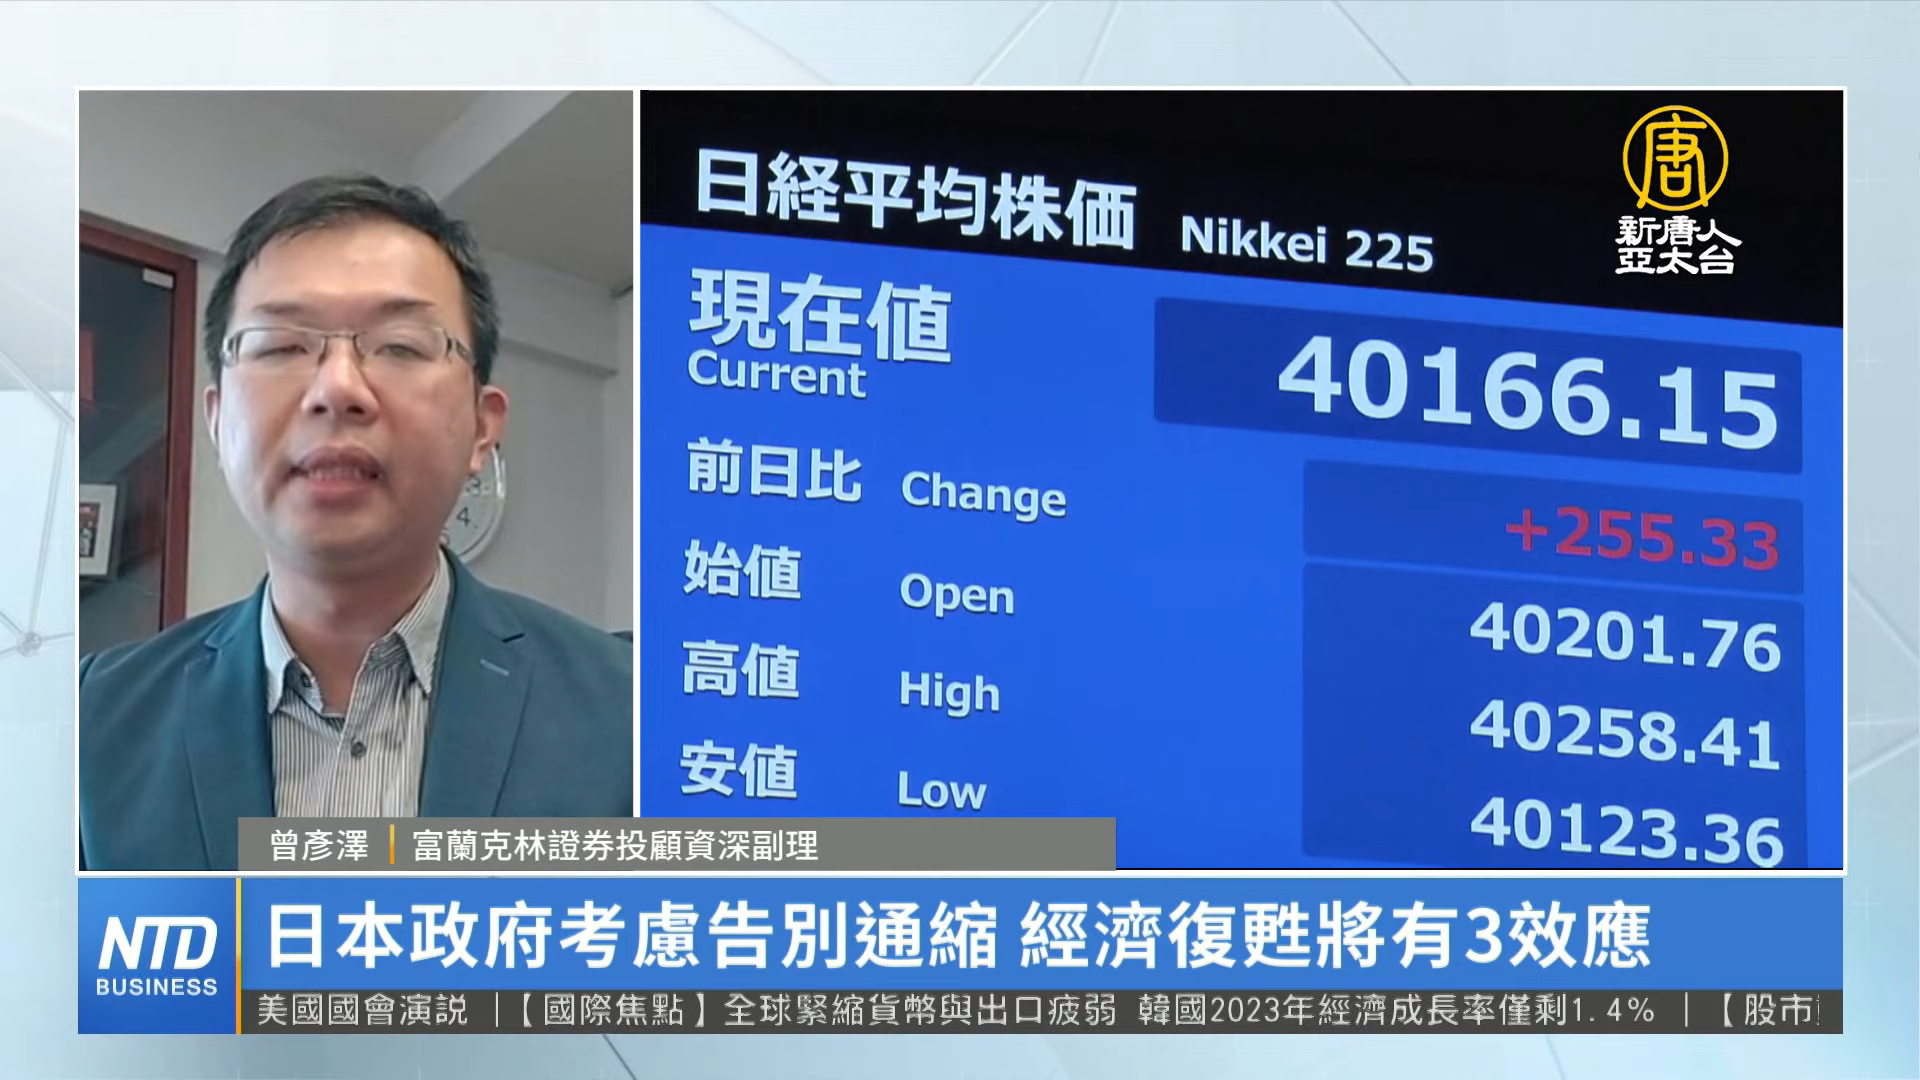 日経平均株価 Nikkei 225
唐
新唐人
亞太台
現在値
Current
40166.15
前日比 Change
+255.33
始値 Open
40201.76
高値 High
40258.41
安値 Low
40123.36
3
4
曾彥澤 富蘭克林證券投顧資深副理
NTD
BUSINESS
日本政府考慮告別通縮 經濟復甦將有3效應
美國國會演說 |【國際焦點】全球緊縮貨幣與出口疲弱 韓國2023年經濟成長率僅剩1.4% |【股市